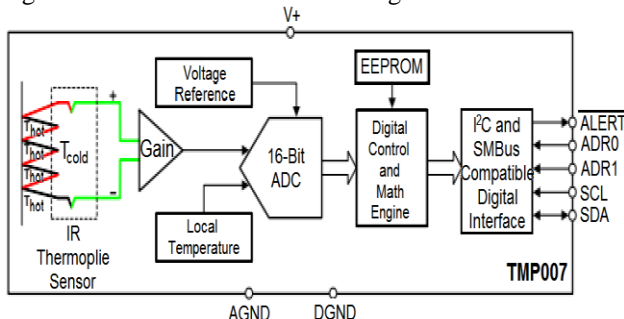 V+
Voltage
Reference
EEPROM
+
Thot
Thot
Thot
Tcold
-
Gain
16-Bit
ADC
Digital
Control
and
Math
Engine
I2C and
SMBus
Compatible
Digital
Interface
ALERT
ADR0
ADR1
SCL
SDA
Local
Temperature
IR
Thermoplie
Sensor
TMP007
AGND
DGND